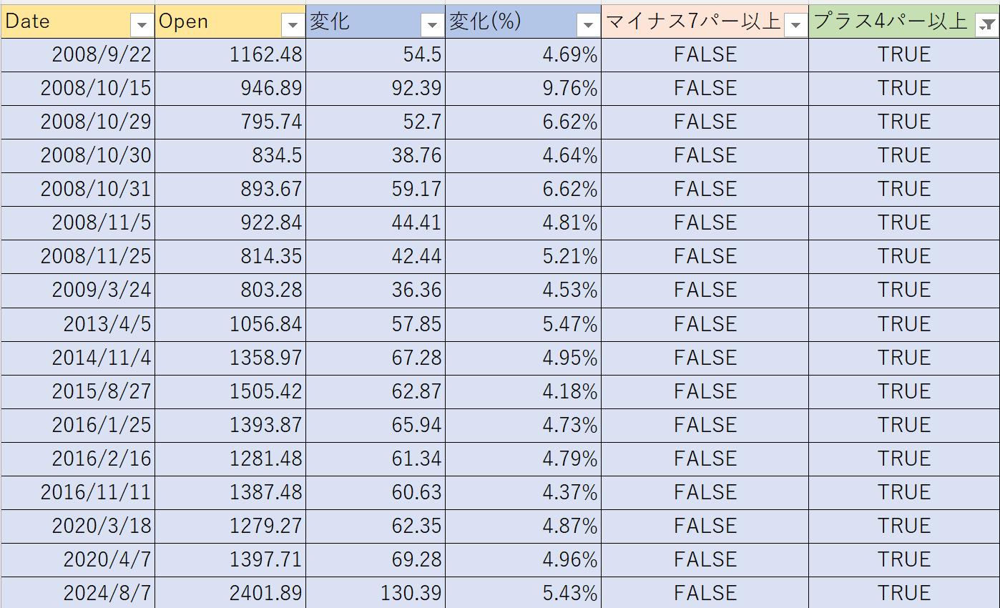 Date Open 変化 変化(%) マイナス7パー以上 プラス4パー以上
2008/9/22 1162.48 54.5 4.69% FALSE TRUE
2008/10/15 946.89 92.39 9.76% FALSE TRUE
2008/10/29 795.74 52.7 6.62% FALSE TRUE
2008/10/30 834.5 38.76 4.64% FALSE TRUE
2008/10/31 893.67 59.17 6.62% FALSE TRUE
2008/11/5 922.84 44.41 4.81% FALSE TRUE
2008/11/25 814.35 42.44 5.21% FALSE TRUE
2009/3/24 803.28 36.36 4.53% FALSE TRUE
2013/4/5 1056.84 57.85 5.47% FALSE TRUE
2014/11/4 1358.97 67.28 4.95% FALSE TRUE
2015/8/27 1505.42 62.87 4.18% FALSE TRUE
2016/1/25 1393.87 65.94 4.73% FALSE TRUE
2016/2/16 1281.48 61.34 4.79% FALSE TRUE
2016/11/11 1387.48 60.63 4.37% FALSE TRUE
2020/3/18 1279.27 62.35 4.87% FALSE TRUE
2020/4/7 1397.71 69.28 4.96% FALSE TRUE
2024/8/7 2401.89 130.39 5.43% FALSE TRUE